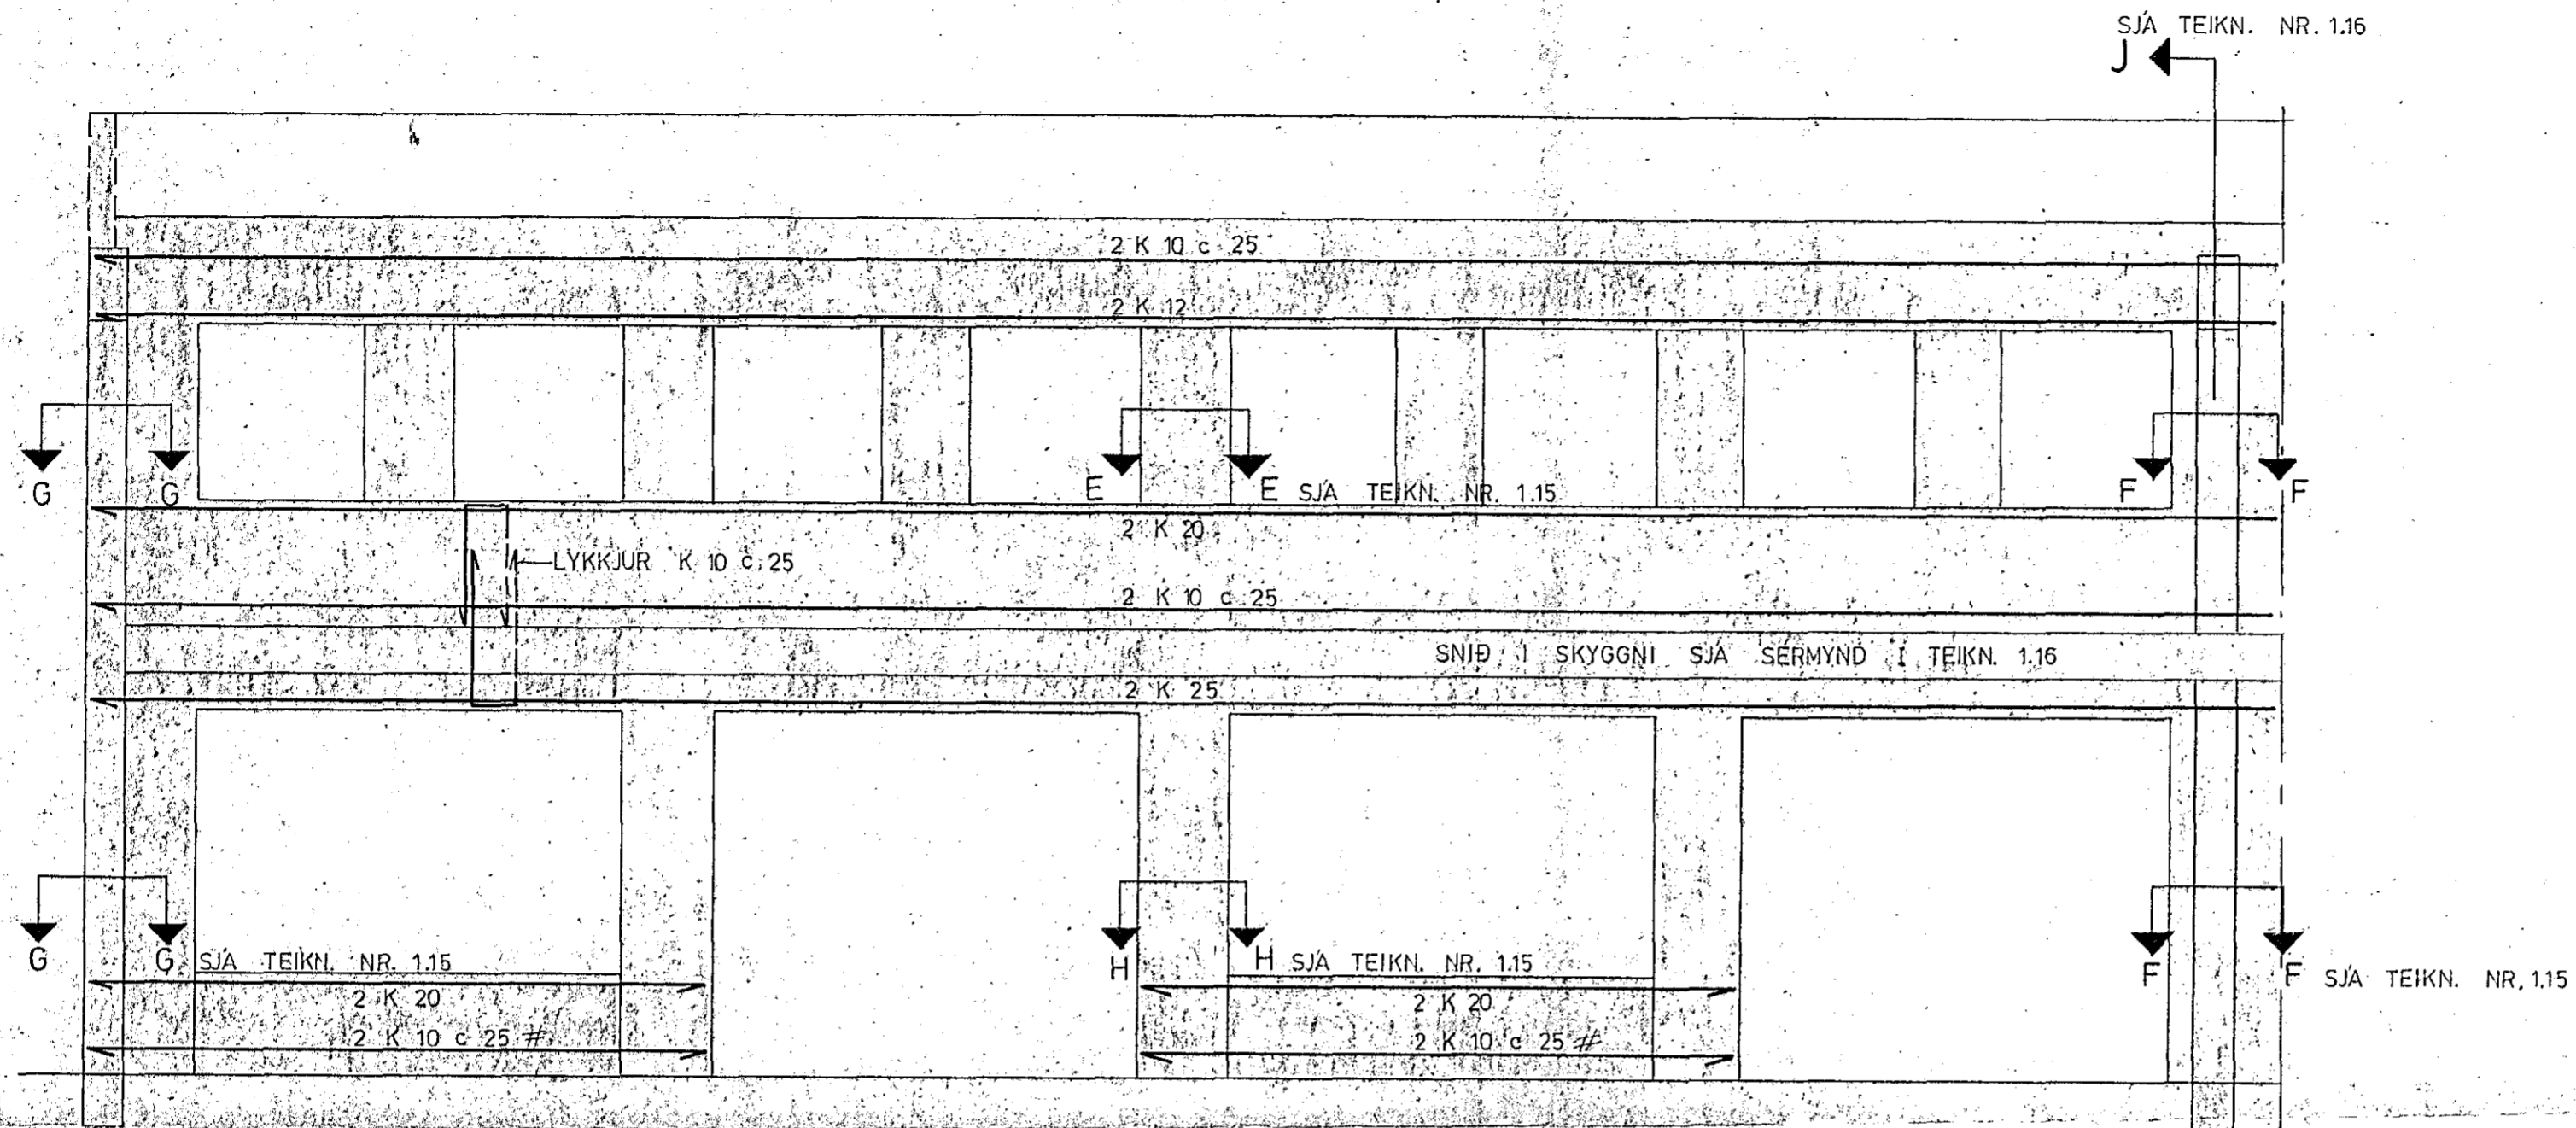 SJÁ TEIKN. NR. 1.16
J
2 K 10 c 25
2 K 12
G G E E SJÁ TEIKN. NR. 1.15 F F
2 K 20
LYKKJUR K 10 c 25
2 K 10 c 25
SNIÐ Í SKYGGNI SJÁ SÉRMYND Í TEIKN. 1.16
2 K 25
G G SJÁ TEIKN. NR. 1.15 H H SJÁ TEIKN. NR. 1.15 F F SJÁ TEIKN. NR. 1.15
2 K 20 2 K 20
2 K 10 c 25 # 2 K 10 c 25 #